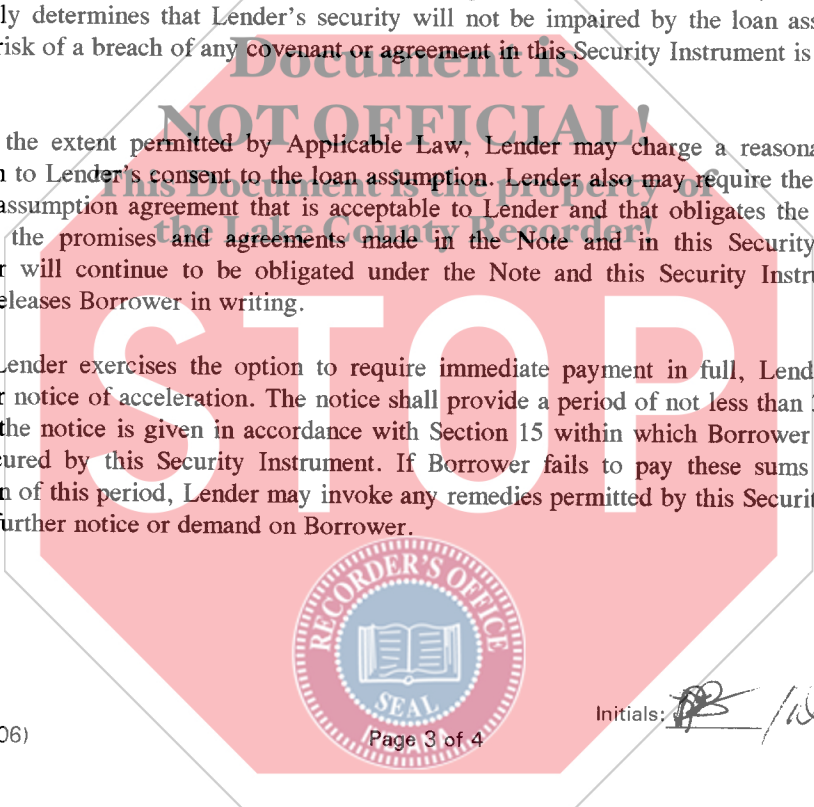 ly determines that Lender's security will not be impaired by the loan ass
risk of a breach of any covenant or agreement in this Security Instrument is
Document is
NOT OFFICIAL!
the extent permitted by Applicable Law, Lender may charge a reasona
n to Lender's consent to the loan assumption. Lender also may require the
This Document is the property of
assumption agreement that is acceptable to Lender and that obligates the
the Lake County Recorder!
the promises and agreements made in the Note and in this Security
r will continue to be obligated under the Note and this Security Instru
eleases Borrower in writing.
STOP
Lender exercises the option to require immediate payment in full, Lend
r notice of acceleration. The notice shall provide a period of not less than 3
the notice is given in accordance with Section 15 within which Borrower
ured by this Security Instrument. If Borrower fails to pay these sums
n of this period, Lender may invoke any remedies permitted by this Securit
further notice or demand on Borrower.
RECORDER'S OFFICE
SEAL
INDIANA
Initials:
06)
Page 3 of 4